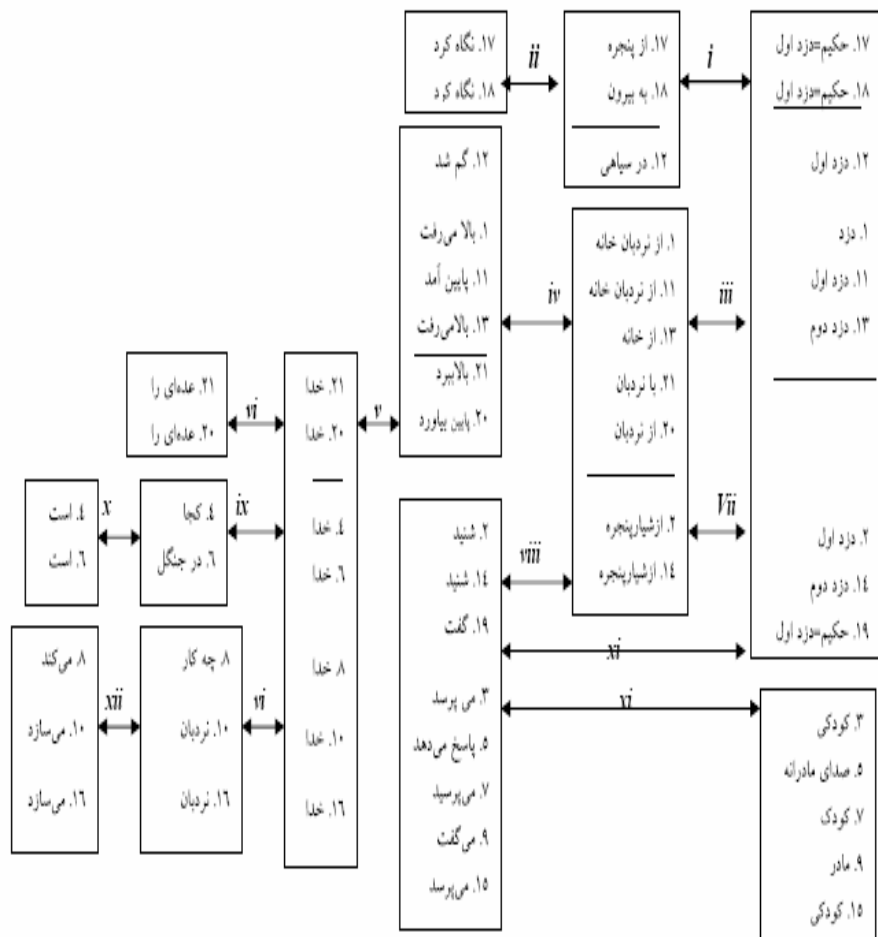 ۱۷. حکیم=دزد اول
۱۸. حکیم=دزد اول
۱۲. دزد اول
۱. دزد
۱۱. دزد اول
۱۳. دزد دوم
۲. دزد اول
۱٤. دزد دوم
۱۹. حکیم=دزد اول
i
۱۷. از پنجره
۱۸. به بیرون
۱۲. در سیاهی
ii
۱۷. نگاه کرد
۱۸. نگاه کرد
iii
۱. از نردبان خانه
۱۱. از نردبان خانه
۱۳. از خانه
۲۱. با نردبان
۲۰. از نردبان
۲. ازشیارپنجره
۱٤. ازشیارپنجره
Vii
iv
۱۲. گم شد
۱. بالا می‌رفت
۱۱. پایین آمد
۱۳. بالامی‌رفت
۲۱. بالاببرد
۲۰. پایین بیاورد
viii
xi
xi
۲. شنید
۱٤. شنید
۱۹. گفت
۳. می پرسد
۵. پاسخ می‌دهد
۷. می‌پرسید
۹. می‌گفت
۱۵. می‌پرسد
۳. کودکی
۵. صدای مادرانه
۷. کودک
۹. مادر
۱۵. کودکی
v
۲۱. خدا
۲۰. خدا
٤. خدا
۶. خدا
۸. خدا
۱۰. خدا
۱۶. خدا
vi
۲۱. عده‌ای را
۲۰. عده‌ای را
ix
٤. کجا
۶. در جنگل
x
٤. است
۶. است
vi
۸. چه کار
۱۰. نردبان
۱۶. نردبان
xii
۸. می‌کند
۱۰. می‌سازد
۱۶. می‌سازد